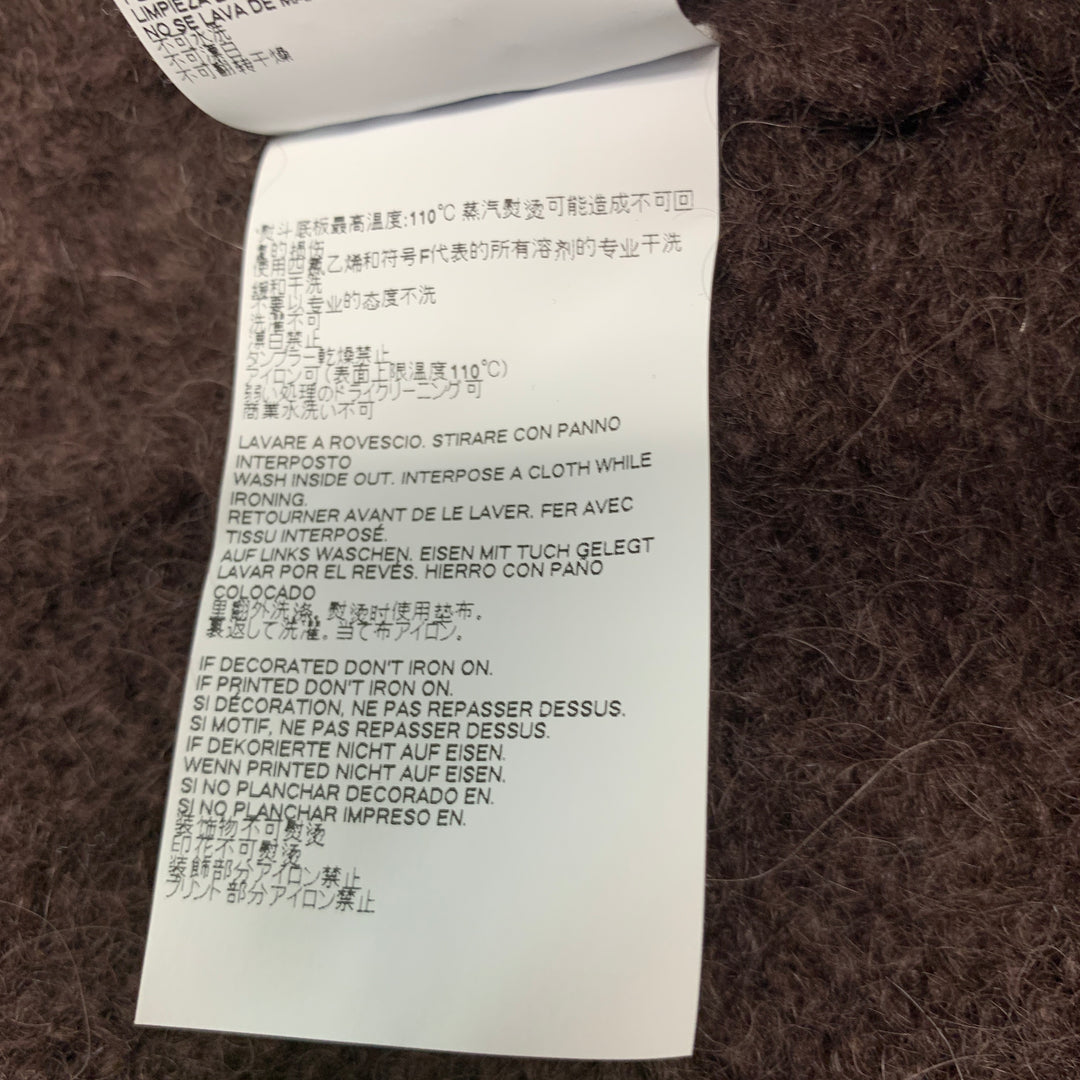 LIMPIEZA
NO SE LAVA DE
不可水洗
不可漂白
不可翻转干燥
熨斗底板最高温度:110℃ 蒸汽熨烫可能造成不可回
的损伤
使用四氯乙烯和符号F代表的所有溶剂的专业干洗
缓和干洗
不要以专业的态度不洗
洗濯不可
漂白禁止
タンブラー乾燥禁止
アイロン可(表面上限温度110℃)
弱い処理のドライクリーニング可
商業水洗い不可
LAVARE A ROVESCIO. STIRARE CON PANNO
INTERPOSTO
WASH INSIDE OUT. INTERPOSE A CLOTH WHILE
IRONING.
RETOURNER AVANT DE LE LAVER. FER AVEC
TISSU INTERPOSÉ.
AUF LINKS WASCHEN. EISEN MIT TUCH GELEGT
LAVAR POR EL REVÉS. HIERRO CON PAÑO
COLOCADO
里翻外洗涤。熨烫时使用垫布。
裏返して洗濯。当て布アイロン。
IF DECORATED DON'T IRON ON.
IF PRINTED DON'T IRON ON.
SI DÉCORATION, NE PAS REPASSER DESSUS.
SI MOTIF, NE PAS REPASSER DESSUS.
IF DEKORIERTE NICHT AUF EISEN.
WENN PRINTED NICHT AUF EISEN.
SI NO PLANCHAR DECORADO EN.
SI NO PLANCHAR IMPRESO EN.
装饰物不可熨烫
印花不可熨烫
装飾部分アイロン禁止
プリント部分アイロン禁止